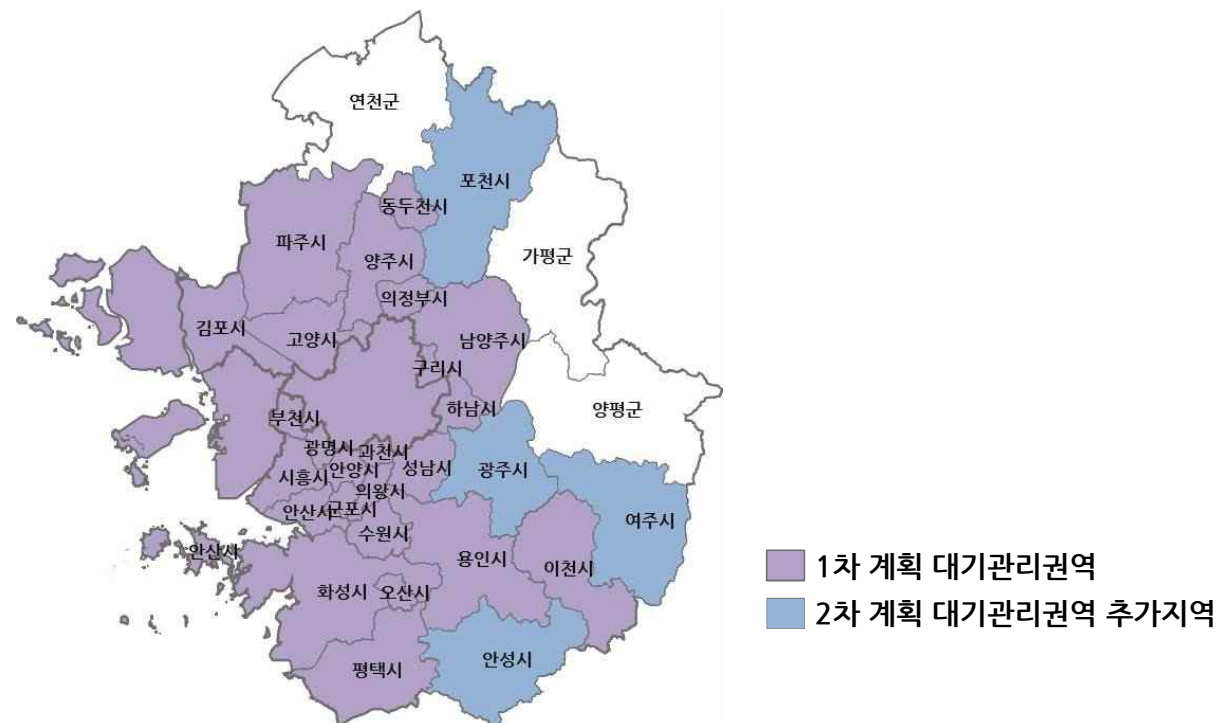 연천군
포천시
동두천시
파주시
양주시
가평군
의정부시
김포시
고양시
남양주시
구리시
부천시
하남시
양평군
광명시
과천시
시흥시
안양시
성남시
광주시
의왕시
안산시
군포시
수원시
여주시
안산시
용인시
이천시
화성시
오산시
평택시
안성시
1차 계획 대기관리권역
2차 계획 대기관리권역 추가지역